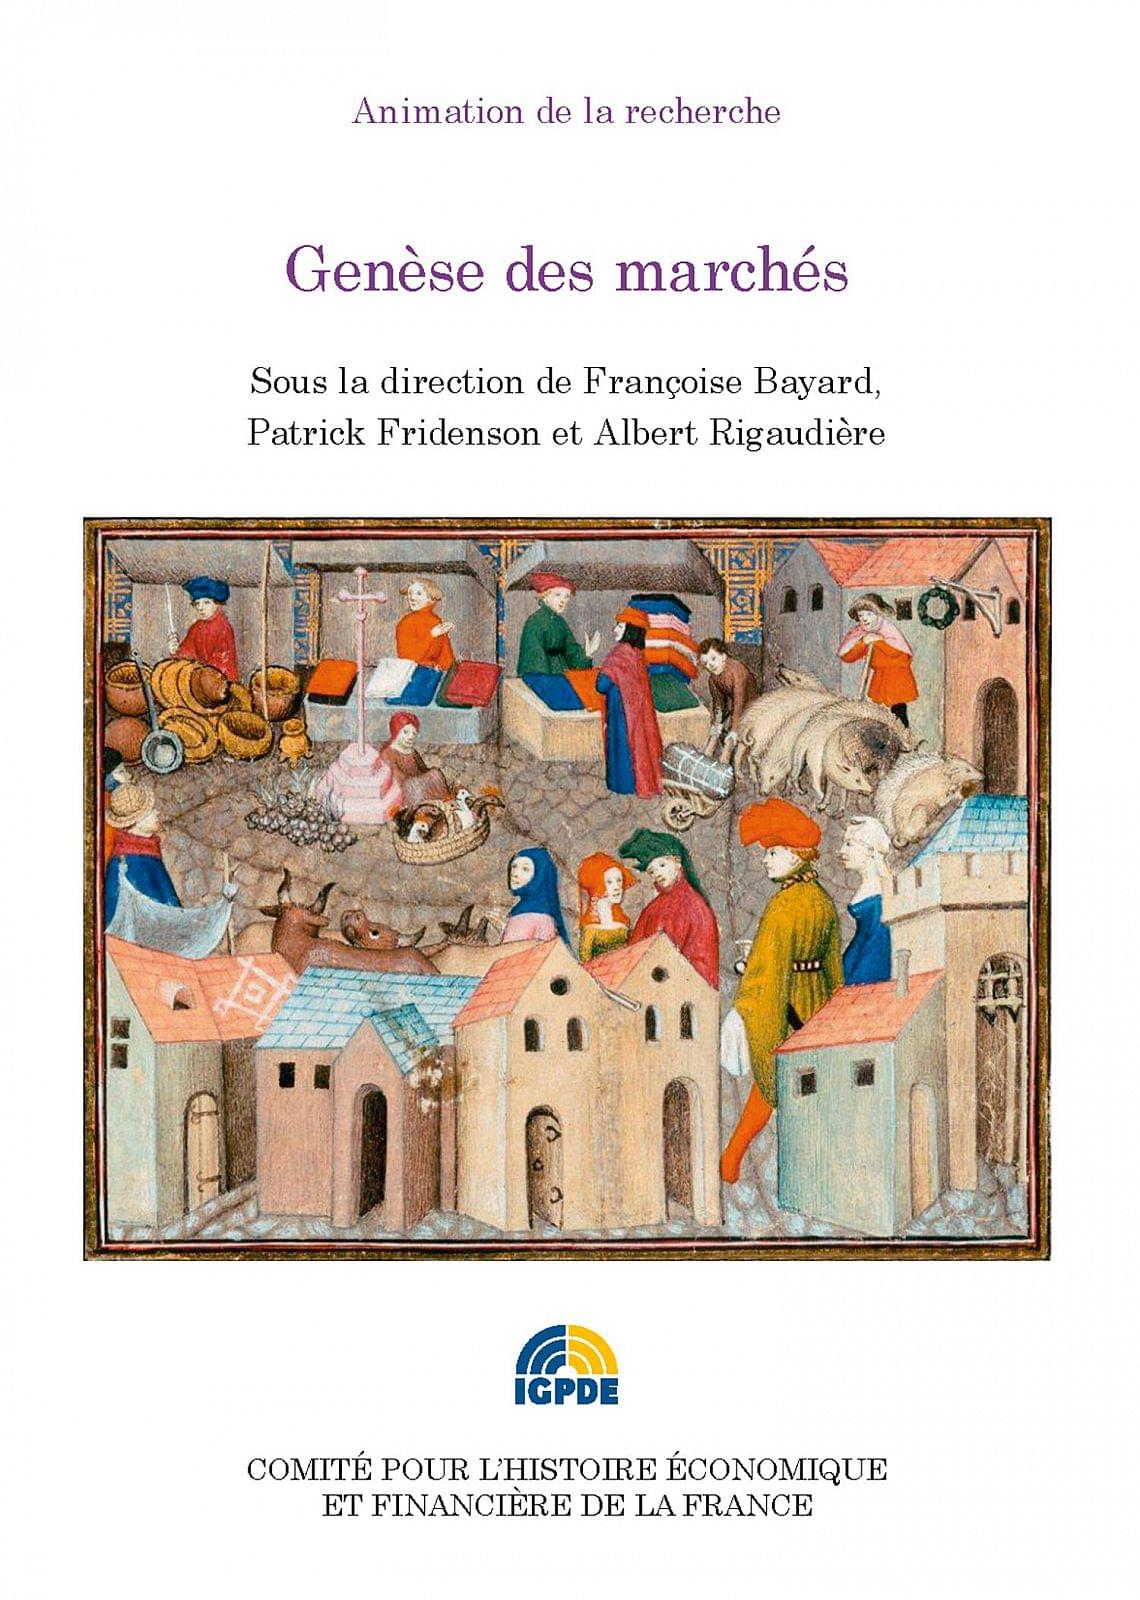 Animation de la recherche
Genèse des marchés
Sous la direction de Françoise Bayard,
Patrick Fridenson et Albert Rigaudière
IGPDE
COMITÉ POUR L'HISTOIRE ÉCONOMIQUE
ET FINANCIÈRE DE LA FRANCE